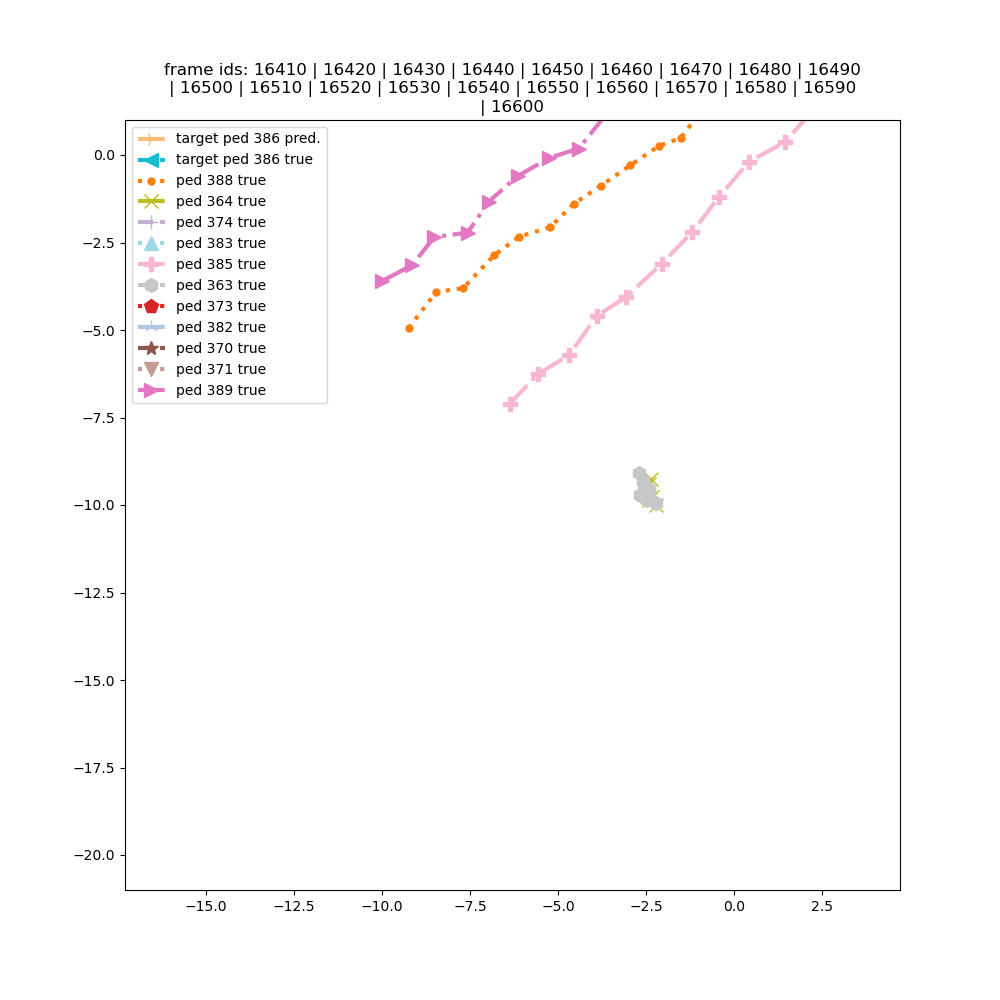 frame ids: 16410 | 16420 | 16430 | 16440 | 16450 | 16460 | 16470 | 16480 | 16490
| 16500 | 16510 | 16520 | 16530 | 16540 | 16550 | 16560 | 16570 | 16580 | 16590
| 16600
target ped 386 pred.
target ped 386 true
ped 388 true
ped 364 true
ped 374 true
ped 383 true
ped 385 true
ped 363 true
ped 373 true
ped 382 true
ped 370 true
ped 371 true
ped 389 true
0.0
−2.5
−5.0
−7.5
−10.0
−12.5
−15.0
−17.5
−20.0
−15.0 −12.5 −10.0 −7.5 −5.0 −2.5 0.0 2.5